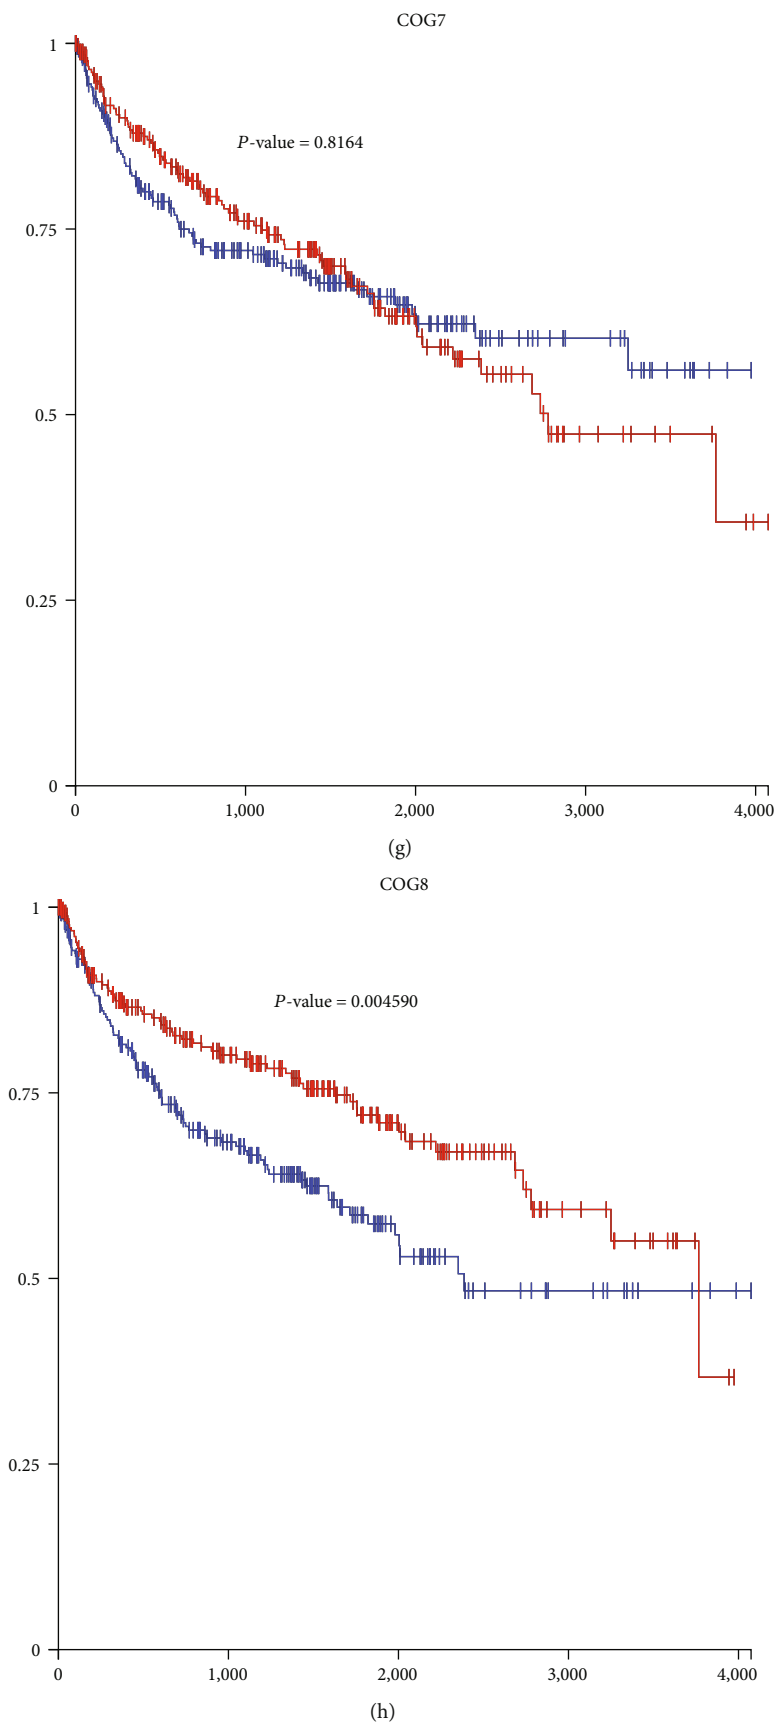 COG7
1
P-value = 0.8164
0.75
0.5
0.25
0
0 1,000 2,000 3,000 4,000
(g)
COG8
1
P-value = 0.004590
0.75
0.5
0.25
0
0 1,000 2,000 3,000 4,000
(h)